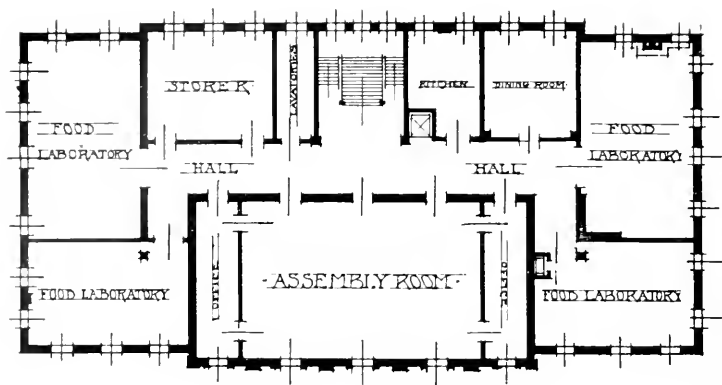 STORE R.
LAVATORIES
KITCHEN
DINING ROOM
FOOD
LABORATORY
FOOD
LABORATORY
HALL
HALL
FOOD LABORATORY
OFFICE
·ASSEMBLY ROOM·
OFFICE
FOOD LABORATORY